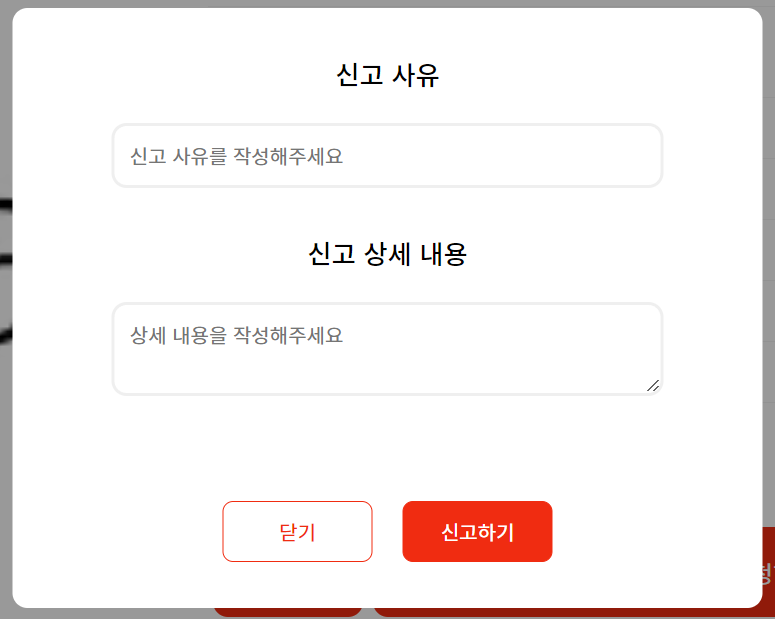 신고 사유
신고 사유를 작성해주세요
신고 상세 내용
상세 내용을 작성해주세요
닫기
신고하기